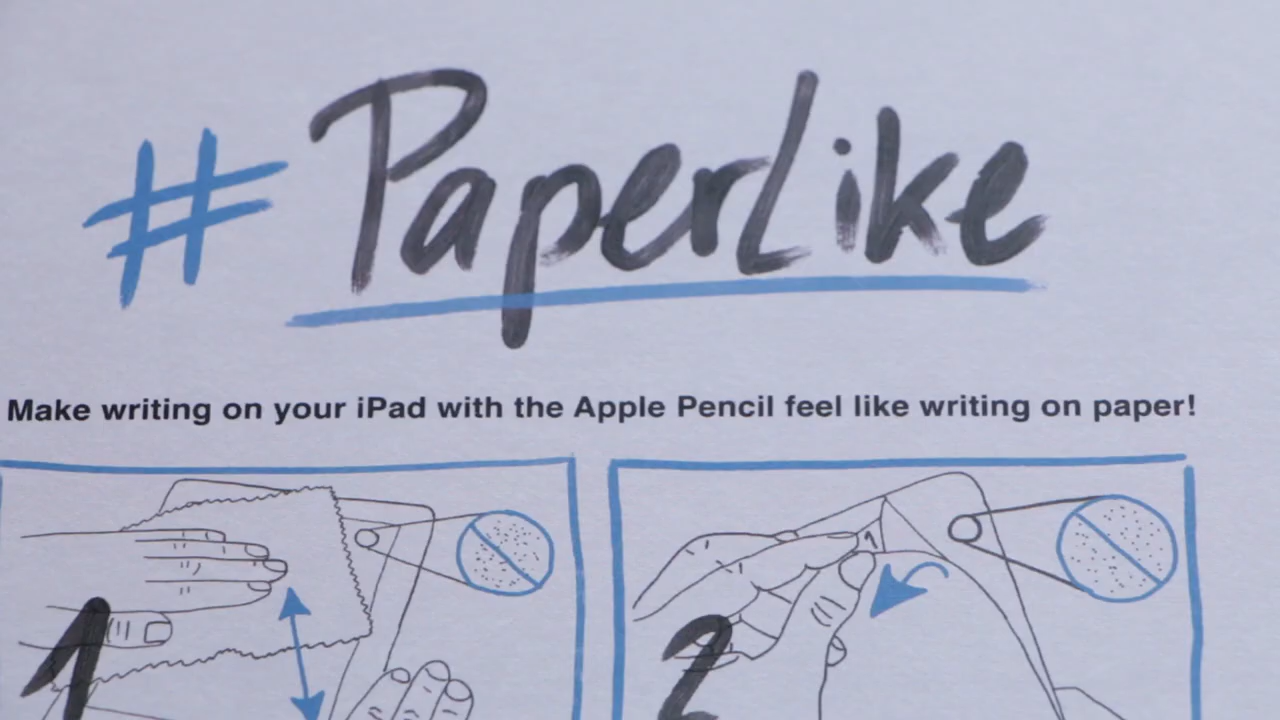 # PaperLike
Make writing on your iPad with the Apple Pencil feel like writing on paper!
1
2